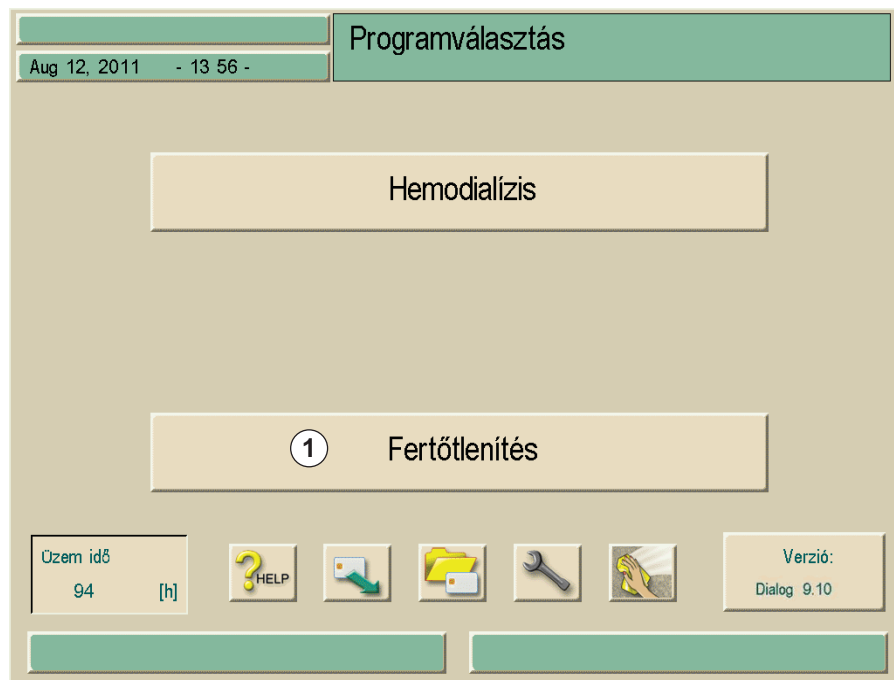 Programválasztás
Aug 12, 2011 - 13 56 -
Hemodialízis
1 Fertőtlenítés
Üzem idő
94 [h]
HELP
Verzió:
Dialog 9.10